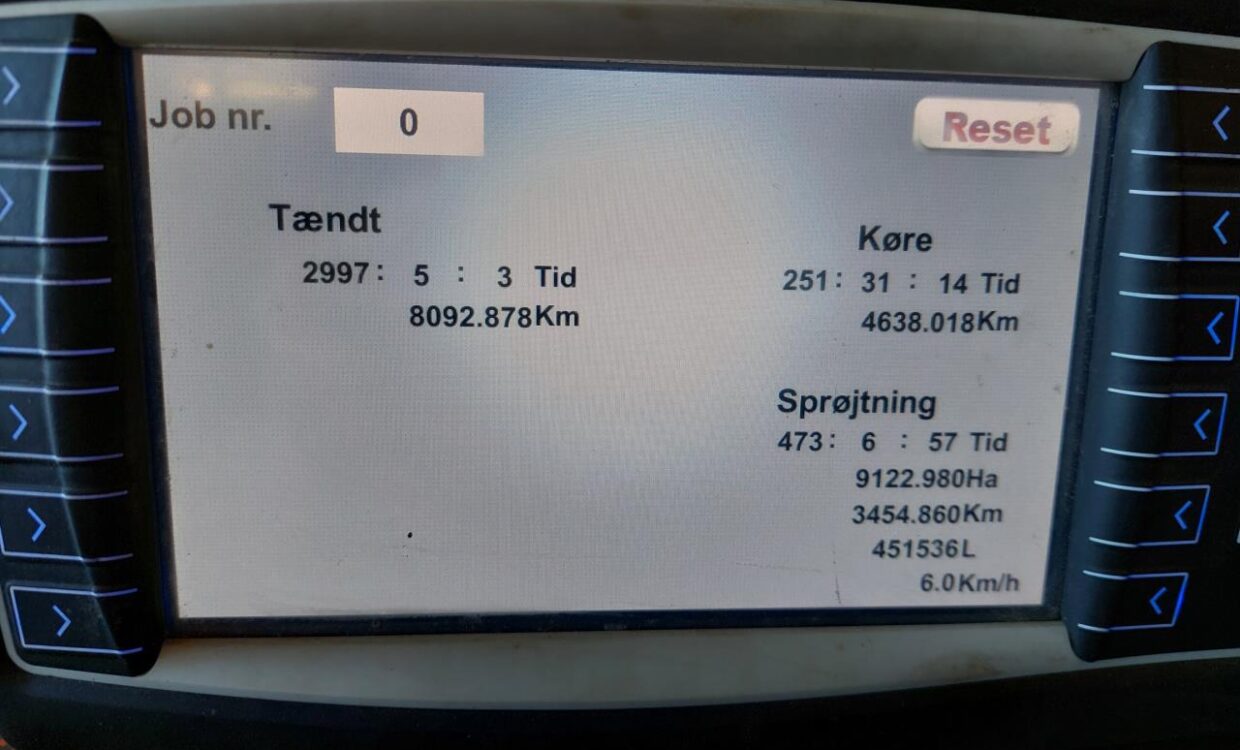 Job nr. 0 Reset
Tændt
2997: 5 : 3 Tid
8092.878Km
Køre
251: 31 : 14 Tid
4638.018Km
Sprøjtning
473: 6 : 57 Tid
9122.980Ha
3454.860Km
451536L
6.0Km/h